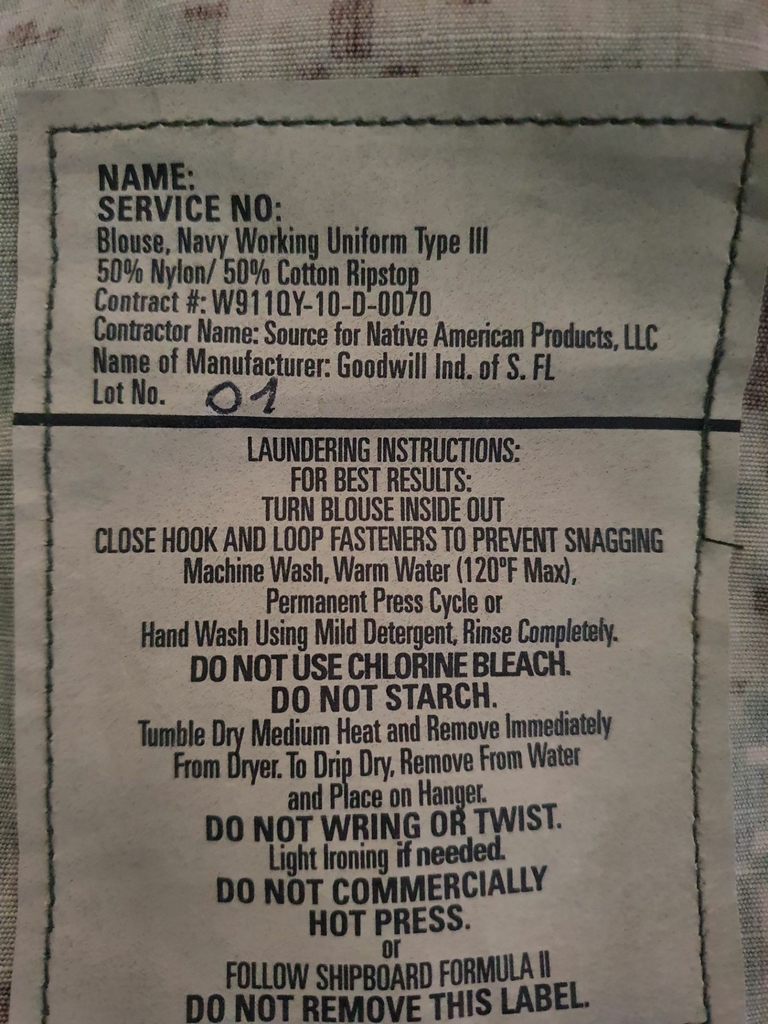 NAME:
SERVICE NO:
Blouse, Navy Working Uniform Type III
50% Nylon/ 50% Cotton Ripstop
Contract #: W911QY-10-D-0070
Contractor Name: Source for Native American Products, LLC
Name of Manufacturer: Goodwill Ind. of S. FL
Lot No. 01
LAUNDERING INSTRUCTIONS:
FOR BEST RESULTS:
TURN BLOUSE INSIDE OUT
CLOSE HOOK AND LOOP FASTENERS TO PREVENT SNAGGING
Machine Wash, Warm Water (120°F Max),
Permanent Press Cycle or
Hand Wash Using Mild Detergent, Rinse Completely.
DO NOT USE CHLORINE BLEACH.
DO NOT STARCH.
Tumble Dry Medium Heat and Remove Immediately
From Dryer. To Drip Dry, Remove From Water
and Place on Hanger.
DO NOT WRING OR TWIST.
Light Ironing if needed.
DO NOT COMMERCIALLY
HOT PRESS.
or
FOLLOW SHIPBOARD FORMULA II
DO NOT REMOVE THIS LABEL.